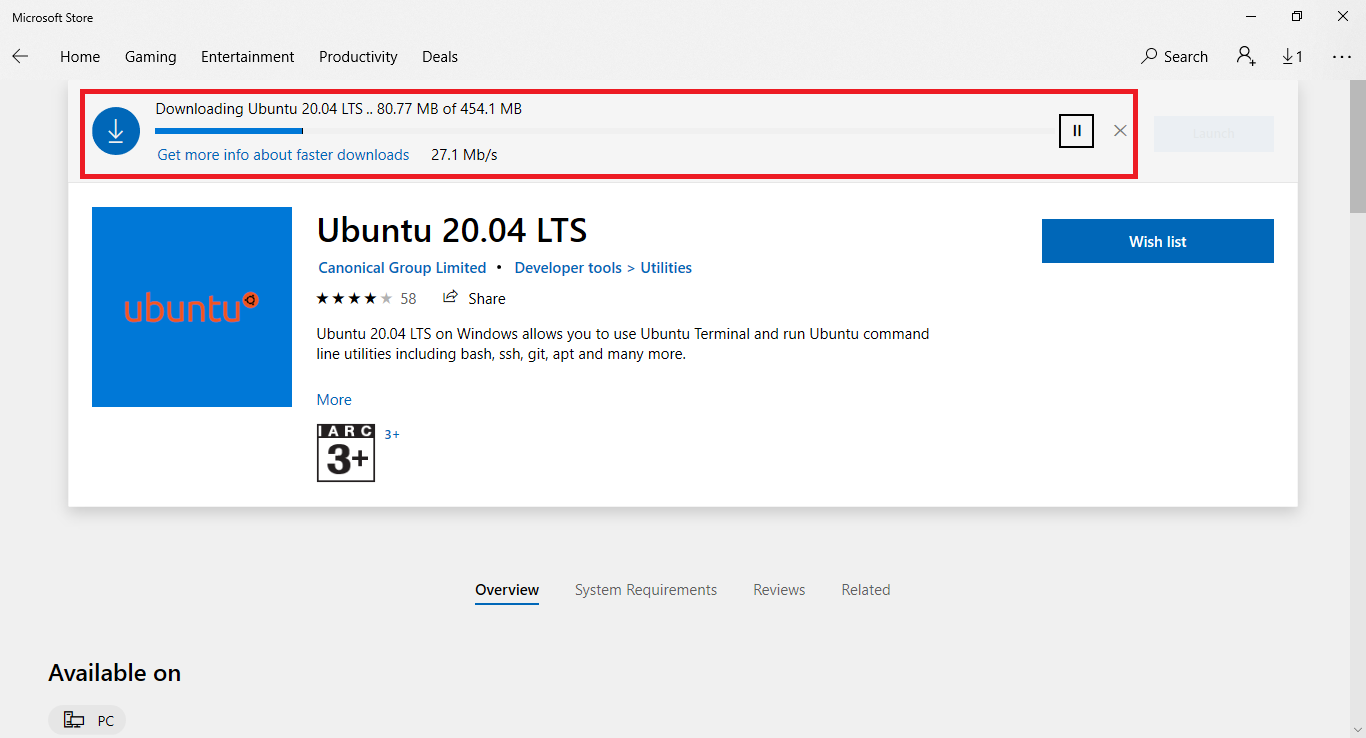 Microsoft Store
Home Gaming Entertainment Productivity Deals Search 1
Downloading Ubuntu 20.04 LTS .. 80.77 MB of 454.1 MB
Launch
Get more info about faster downloads 27.1 Mb/s
ubuntu
Ubuntu 20.04 LTS
Wish list
Canonical Group Limited • Developer tools > Utilities
58 Share
Ubuntu 20.04 LTS on Windows allows you to use Ubuntu Terminal and run Ubuntu command
line utilities including bash, ssh, git, apt and many more.
More
IARC
3+
3+
Overview System Requirements Reviews Related
Available on
PC